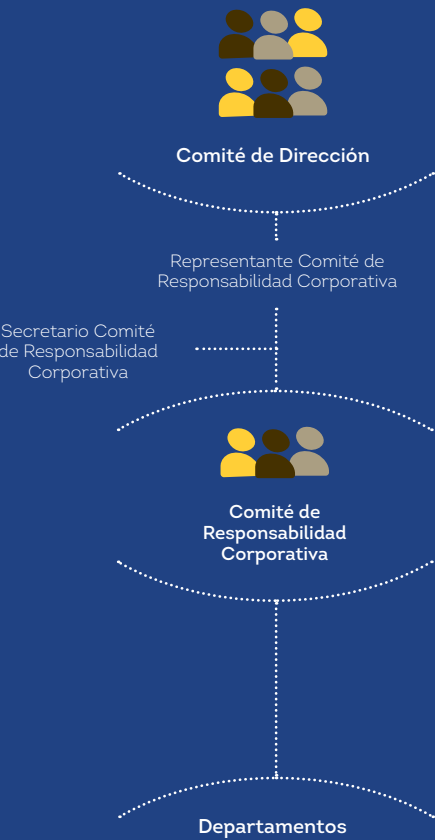 Comité de Dirección
Representante Comité de
Responsabilidad Corporativa
Secretario Comité
de Responsabilidad
Corporativa
Comité de
Responsabilidad
Corporativa
Departamentos